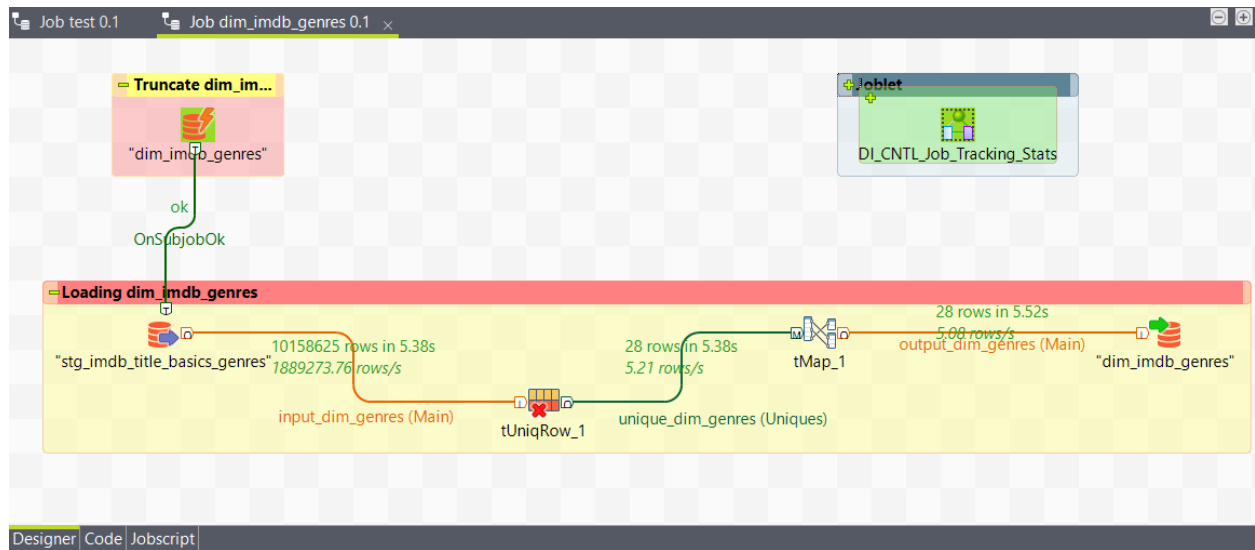 Job test 0.1
Job dim_imdb_genres 0.1
Truncate dim_im...
"dim_imdb_genres"
ok
OnSubjobOk
Joblet
DI_CNTL_Job_Tracking_Stats
Loading dim_imdb_genres
"stg_imdb_title_basics_genres"
10158625 rows in 5.38s
1889273.76 rows/s
input_dim_genres (Main)
tUniqRow_1
28 rows in 5.38s
5.21 rows/s
unique_dim_genres (Uniques)
tMap_1
28 rows in 5.52s
5.08 rows/s
output_dim_genres (Main)
"dim_imdb_genres"
Designer Code Jobscript